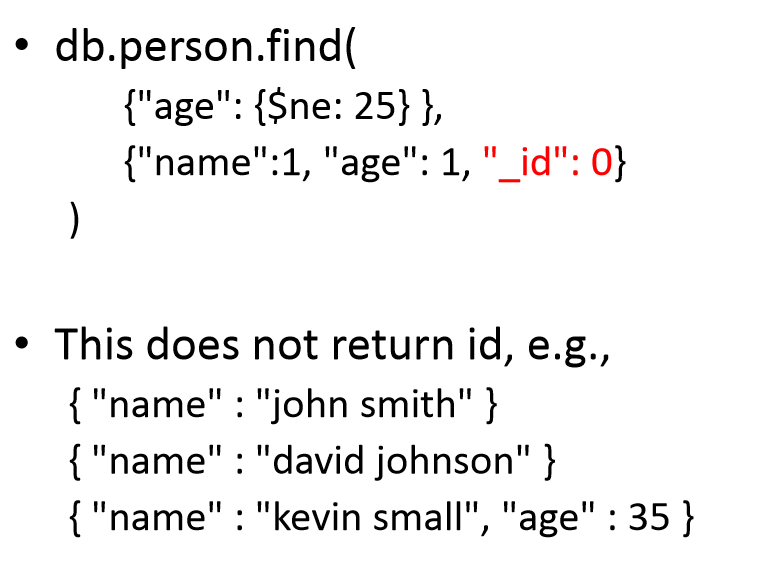 • db.person.find(
{"age": {$ne: 25} },
{"name":1, "age": 1, "_id": 0}
)
• This does not return id, e.g.,
{ "name" : "john smith" }
{ "name" : "david johnson" }
{ "name" : "kevin small", "age" : 35 }